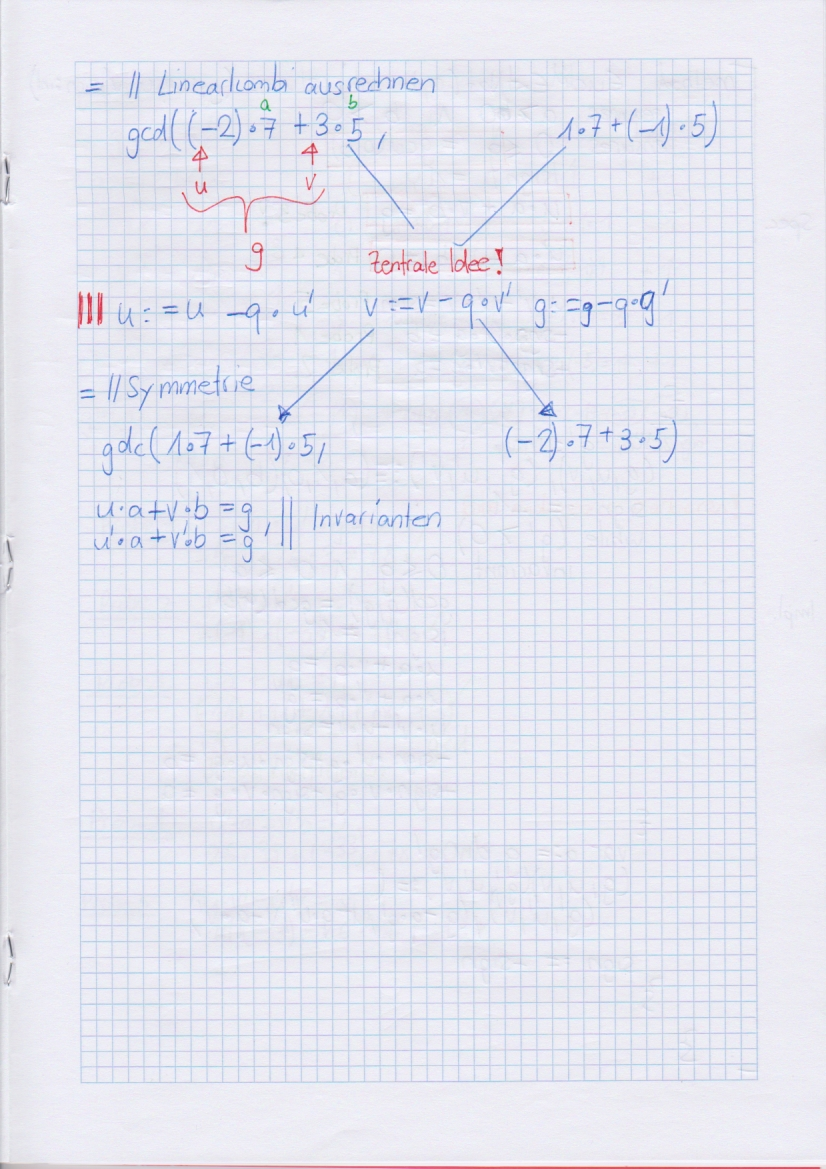 = // Linearkombi ausrechnen
a b
gcd((-2)·7 +3·5, 1·7+(-1)·5)
u v
g Zentrale Idee!
III u:=u -q·u' v:=v-q·v' g:=g-q·g'
= //Symmetrie
gdc(1·7+(-1)·5, (-2)·7+3·5)
u·a+v·b=g, || Invarianten
u'·a+v'·b=g'